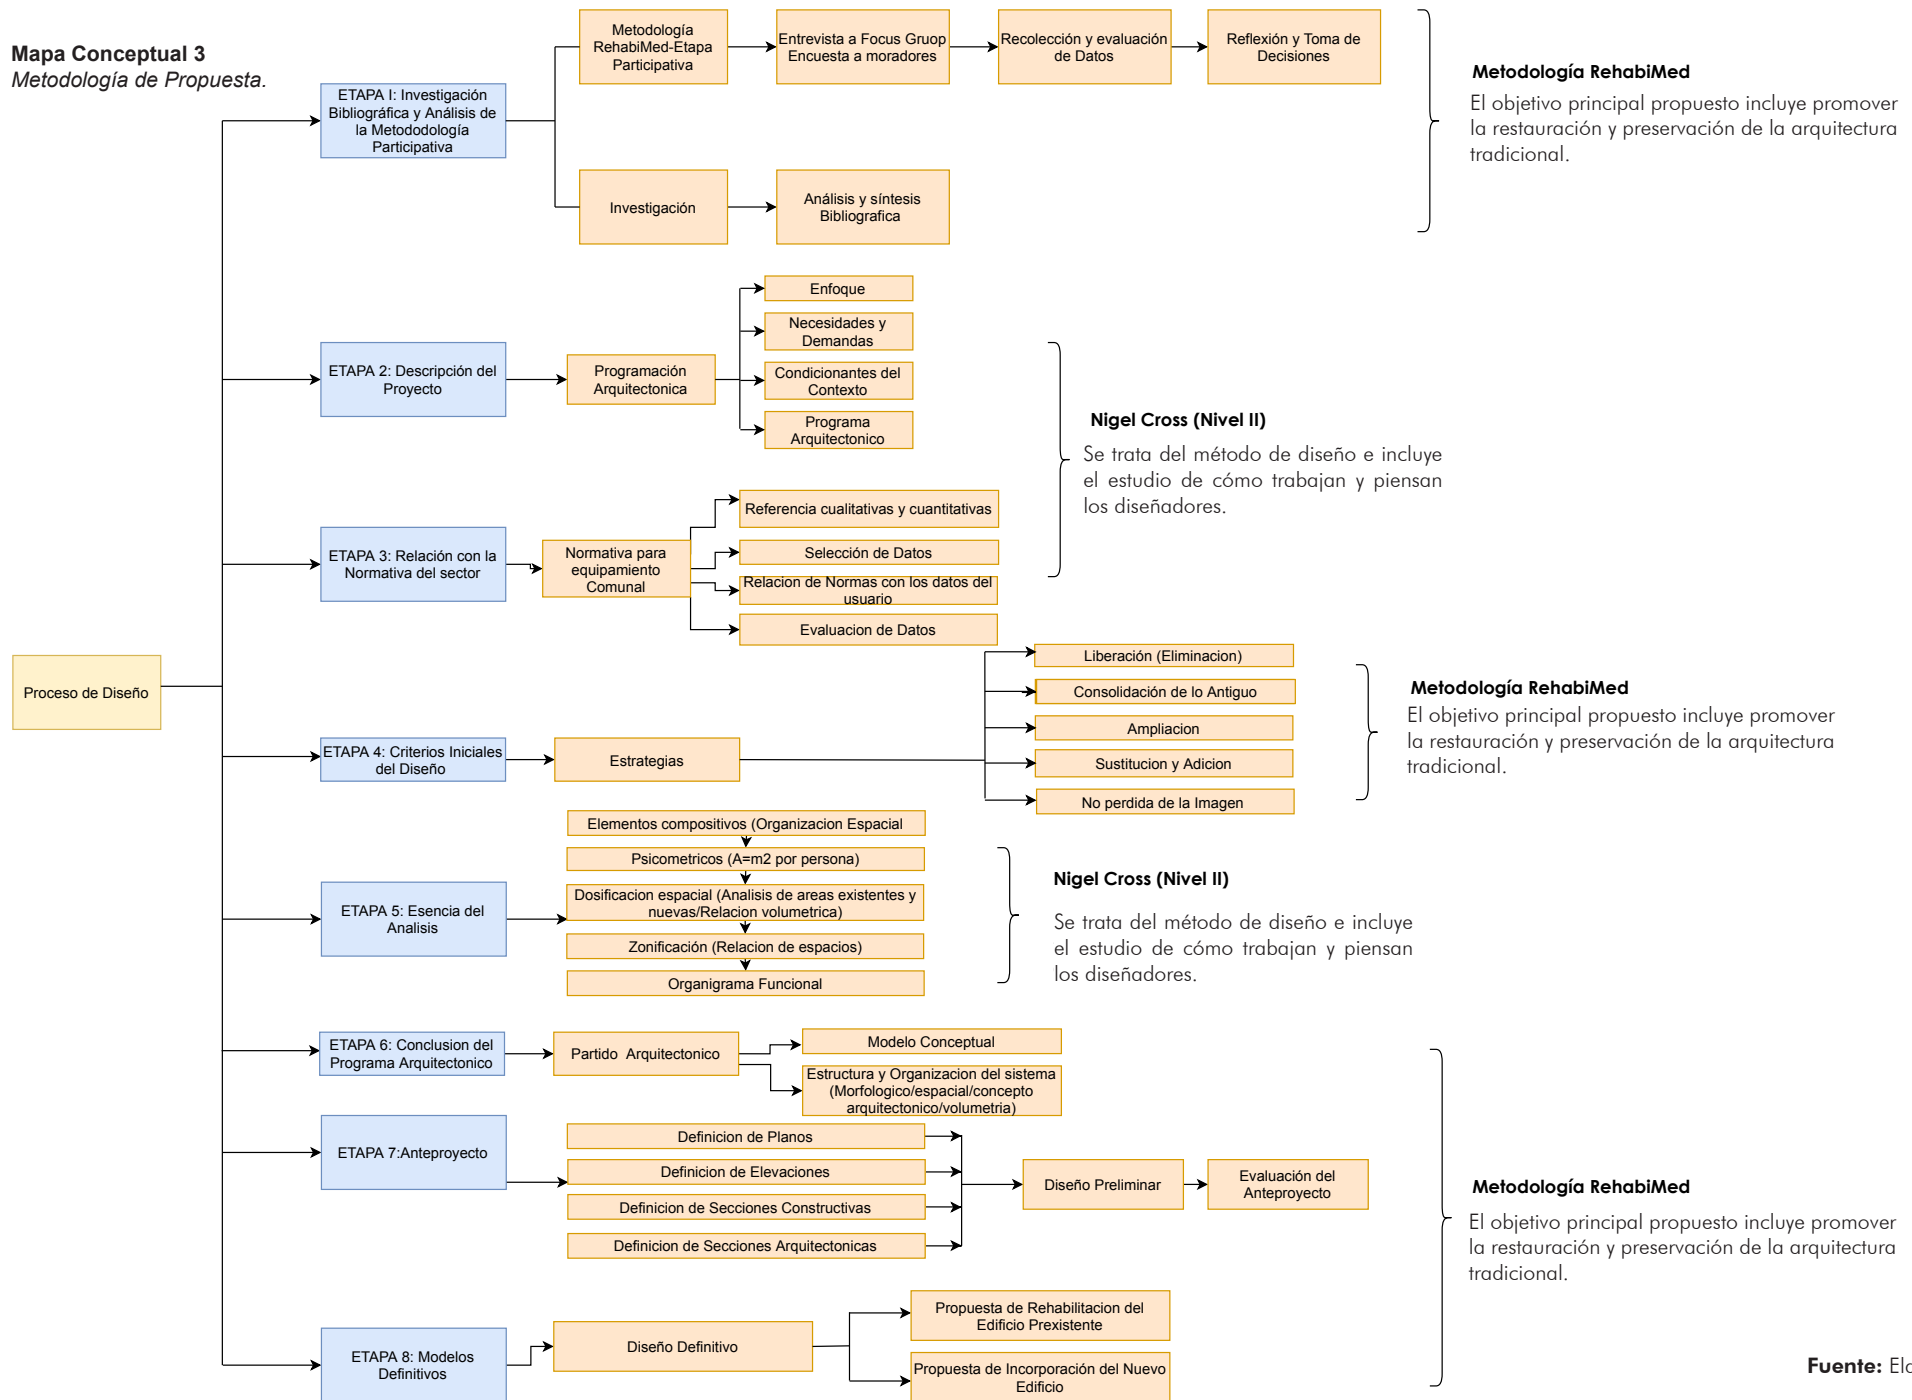 Mapa Conceptual 3
Metodología de Propuesta.
Proceso de Diseño
ETAPA I: Investigación
Bibliográfica y Análisis de
la Metododología
Participativa
Metodología
RehabiMed-Etapa
Participativa
Entrevista a Focus Gruop
Encuesta a moradores
Recolección y evaluación
de Datos
Reflexión y Toma de
Decisiones
Investigación
Análisis y síntesis
Bibliografica
Metodología RehabiMed
El objetivo principal propuesto incluye promover
la restauración y preservación de la arquitectura
tradicional.
ETAPA 2: Descripción del
Proyecto
Programación
Arquitectonica
Enfoque
Necesidades y
Demandas
Condicionantes del
Contexto
Programa
Arquitectonico
ETAPA 3: Relación con la
Normativa del sector
Normativa para
equipamiento
Comunal
Referencia cualitativas y cuantitativas
Selección de Datos
Relacion de Normas con los datos del
usuario
Evaluacion de Datos
Nigel Cross (Nivel II)
Se trata del método de diseño e incluye
el estudio de cómo trabajan y piensan
los diseñadores.
ETAPA 4: Criterios Iniciales
del Diseño
Estrategias
Liberación (Eliminacion)
Consolidación de lo Antiguo
Ampliacion
Sustitucion y Adicion
No perdida de la Imagen
Metodología RehabiMed
El objetivo principal propuesto incluye promover
la restauración y preservación de la arquitectura
tradicional.
ETAPA 5: Esencia del
Analisis
Elementos compositivos (Organizacion Espacial
Psicometricos (A=m2 por persona)
Dosificacion espacial (Analisis de areas existentes y
nuevas/Relacion volumetrica)
Zonificación (Relacion de espacios)
Organigrama Funcional
Nigel Cross (Nivel II)
Se trata del método de diseño e incluye
el estudio de cómo trabajan y piensan
los diseñadores.
ETAPA 6: Conclusion del
Programa Arquitectonico
Partido Arquitectonico
Modelo Conceptual
Estructura y Organizacion del sistema
(Morfologico/espacial/concepto
arquitectonico/volumetria)
ETAPA 7:Anteproyecto
Definicion de Planos
Definicion de Elevaciones
Definicion de Secciones Constructivas
Definicion de Secciones Arquitectonicas
Diseño Preliminar
Evaluación del
Anteproyecto
ETAPA 8: Modelos
Definitivos
Diseño Definitivo
Propuesta de Rehabilitacion del
Edificio Prexistente
Propuesta de Incorporación del Nuevo
Edificio
Metodología RehabiMed
El objetivo principal propuesto incluye promover
la restauración y preservación de la arquitectura
tradicional.
Fuente: